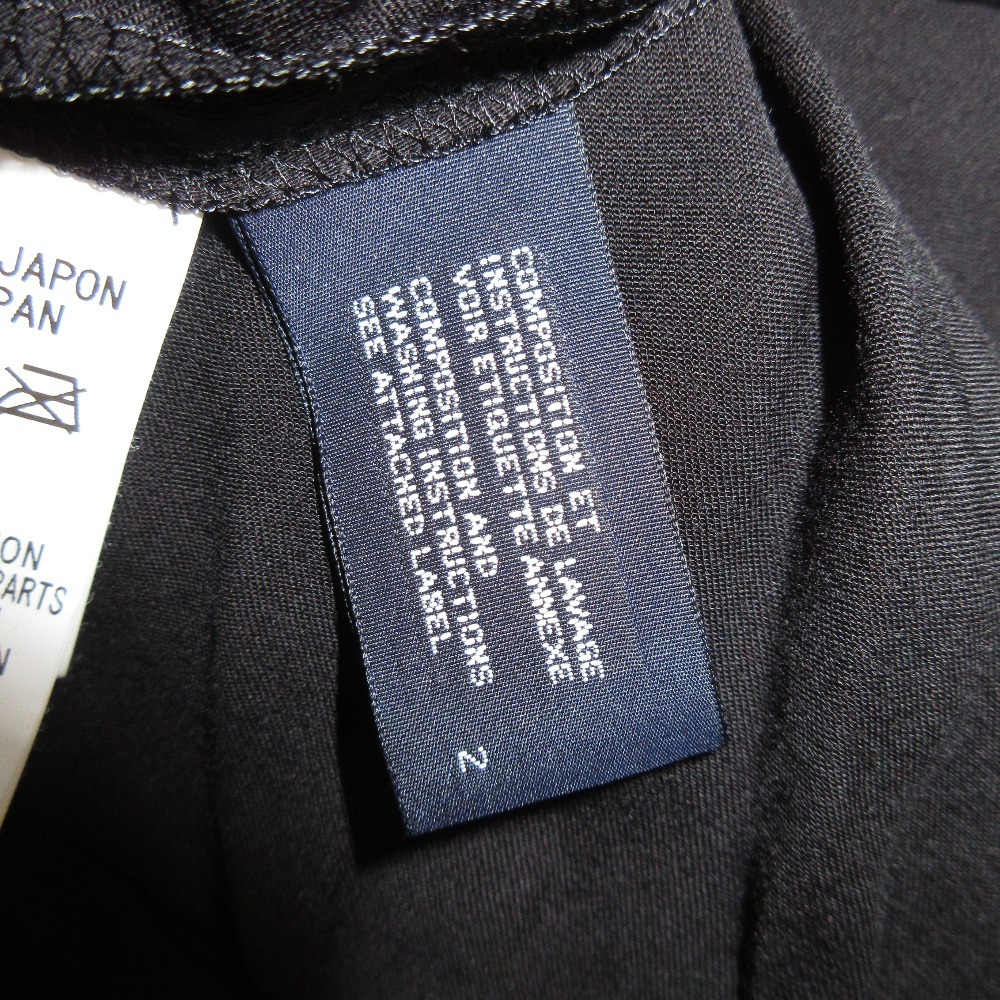 JAPON
PAN
ON
PARTS
N
COMPOSITION ET
INSTRUCTIONS DE LAVAGE
VOIR ETIQUETTE ANNEXE
COMPOSITION AND
WASHING INSTRUCTIONS
SEE ATTACHED LABEL
2